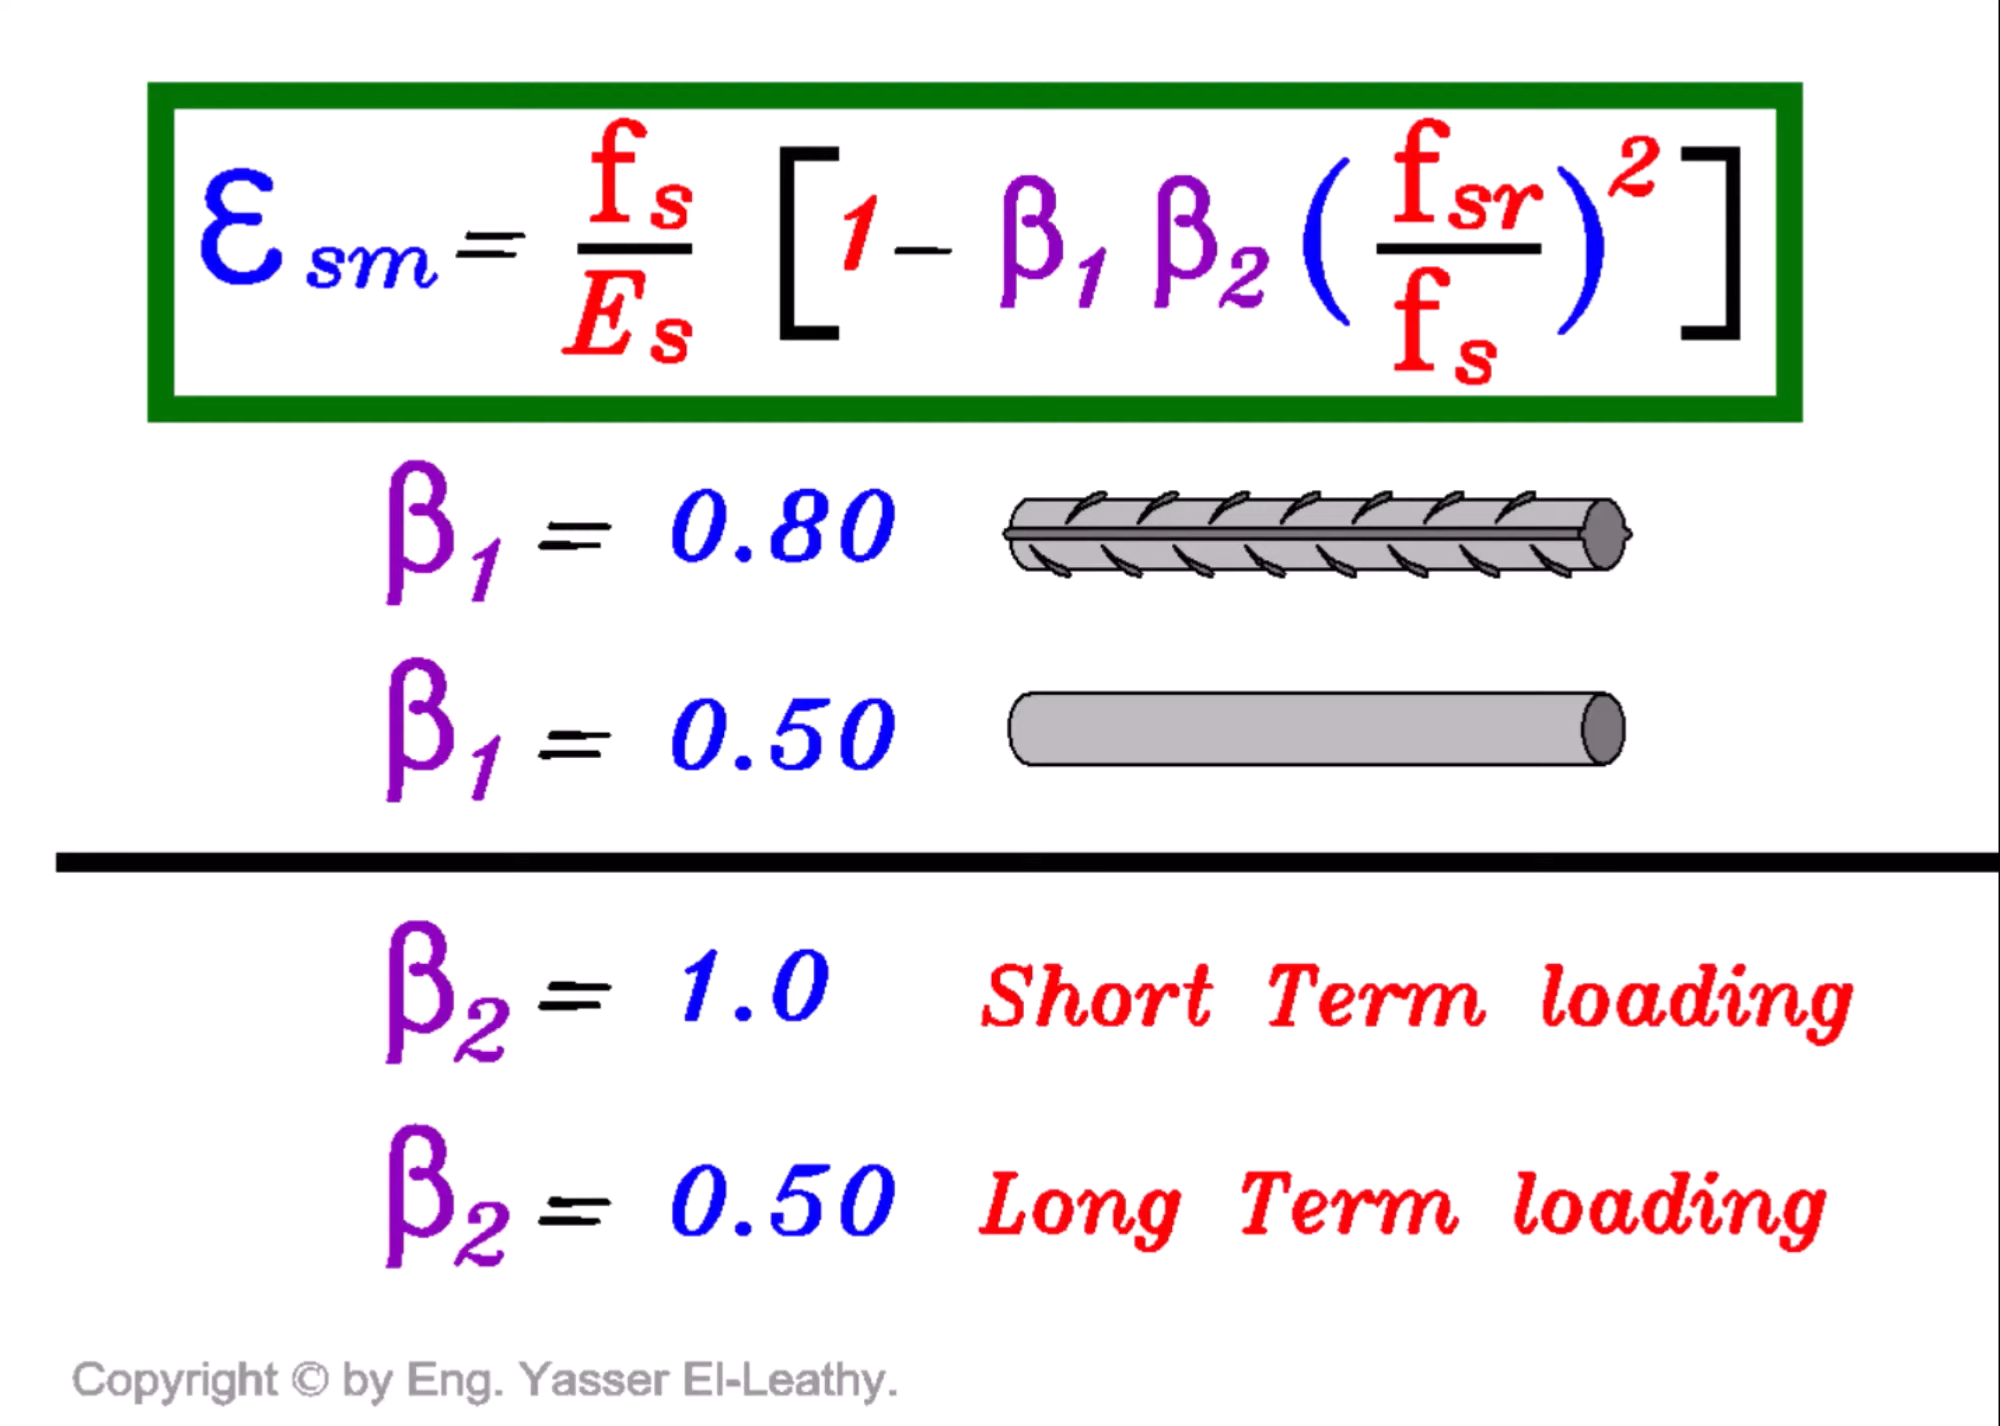 εsm = fs/Es [1 - β1 β2 (fsr/fs)^2]
β1 = 0.80
β1 = 0.50
β2 = 1.0 Short Term loading
β2 = 0.50 Long Term loading
Copyright © by Eng. Yasser El-Leathy.